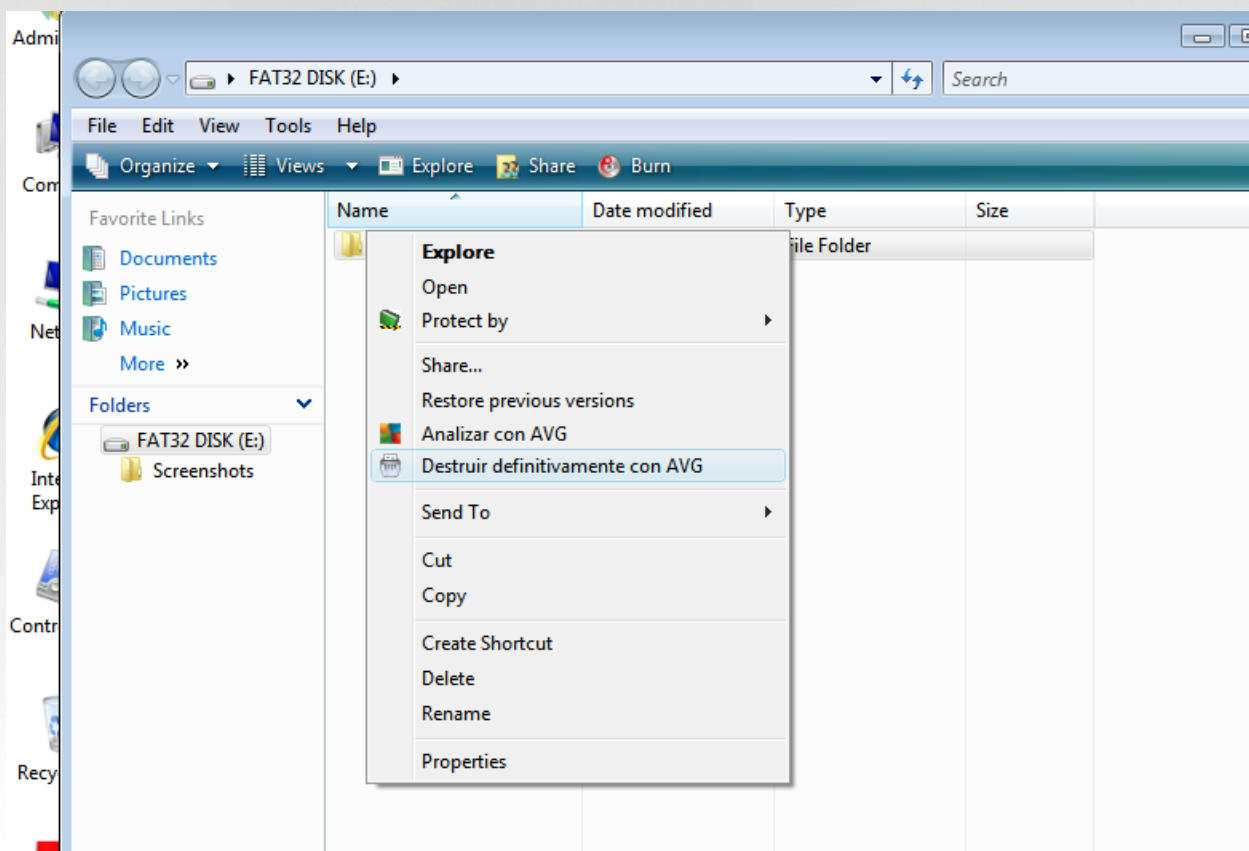 Admi
FAT32 DISK (E:)
Search
File Edit View Tools Help
Organize Views Explore Share Burn
Com
Favorite Links
Name Date modified Type Size
File Folder
Documents
Pictures
Music
More »
Net
Folders
FAT32 DISK (E:)
Screenshots
Inte
Exp
Contr
Recy
Explore
Open
Protect by
Share...
Restore previous versions
Analizar con AVG
Destruir definitivamente con AVG
Send To
Cut
Copy
Create Shortcut
Delete
Rename
Properties